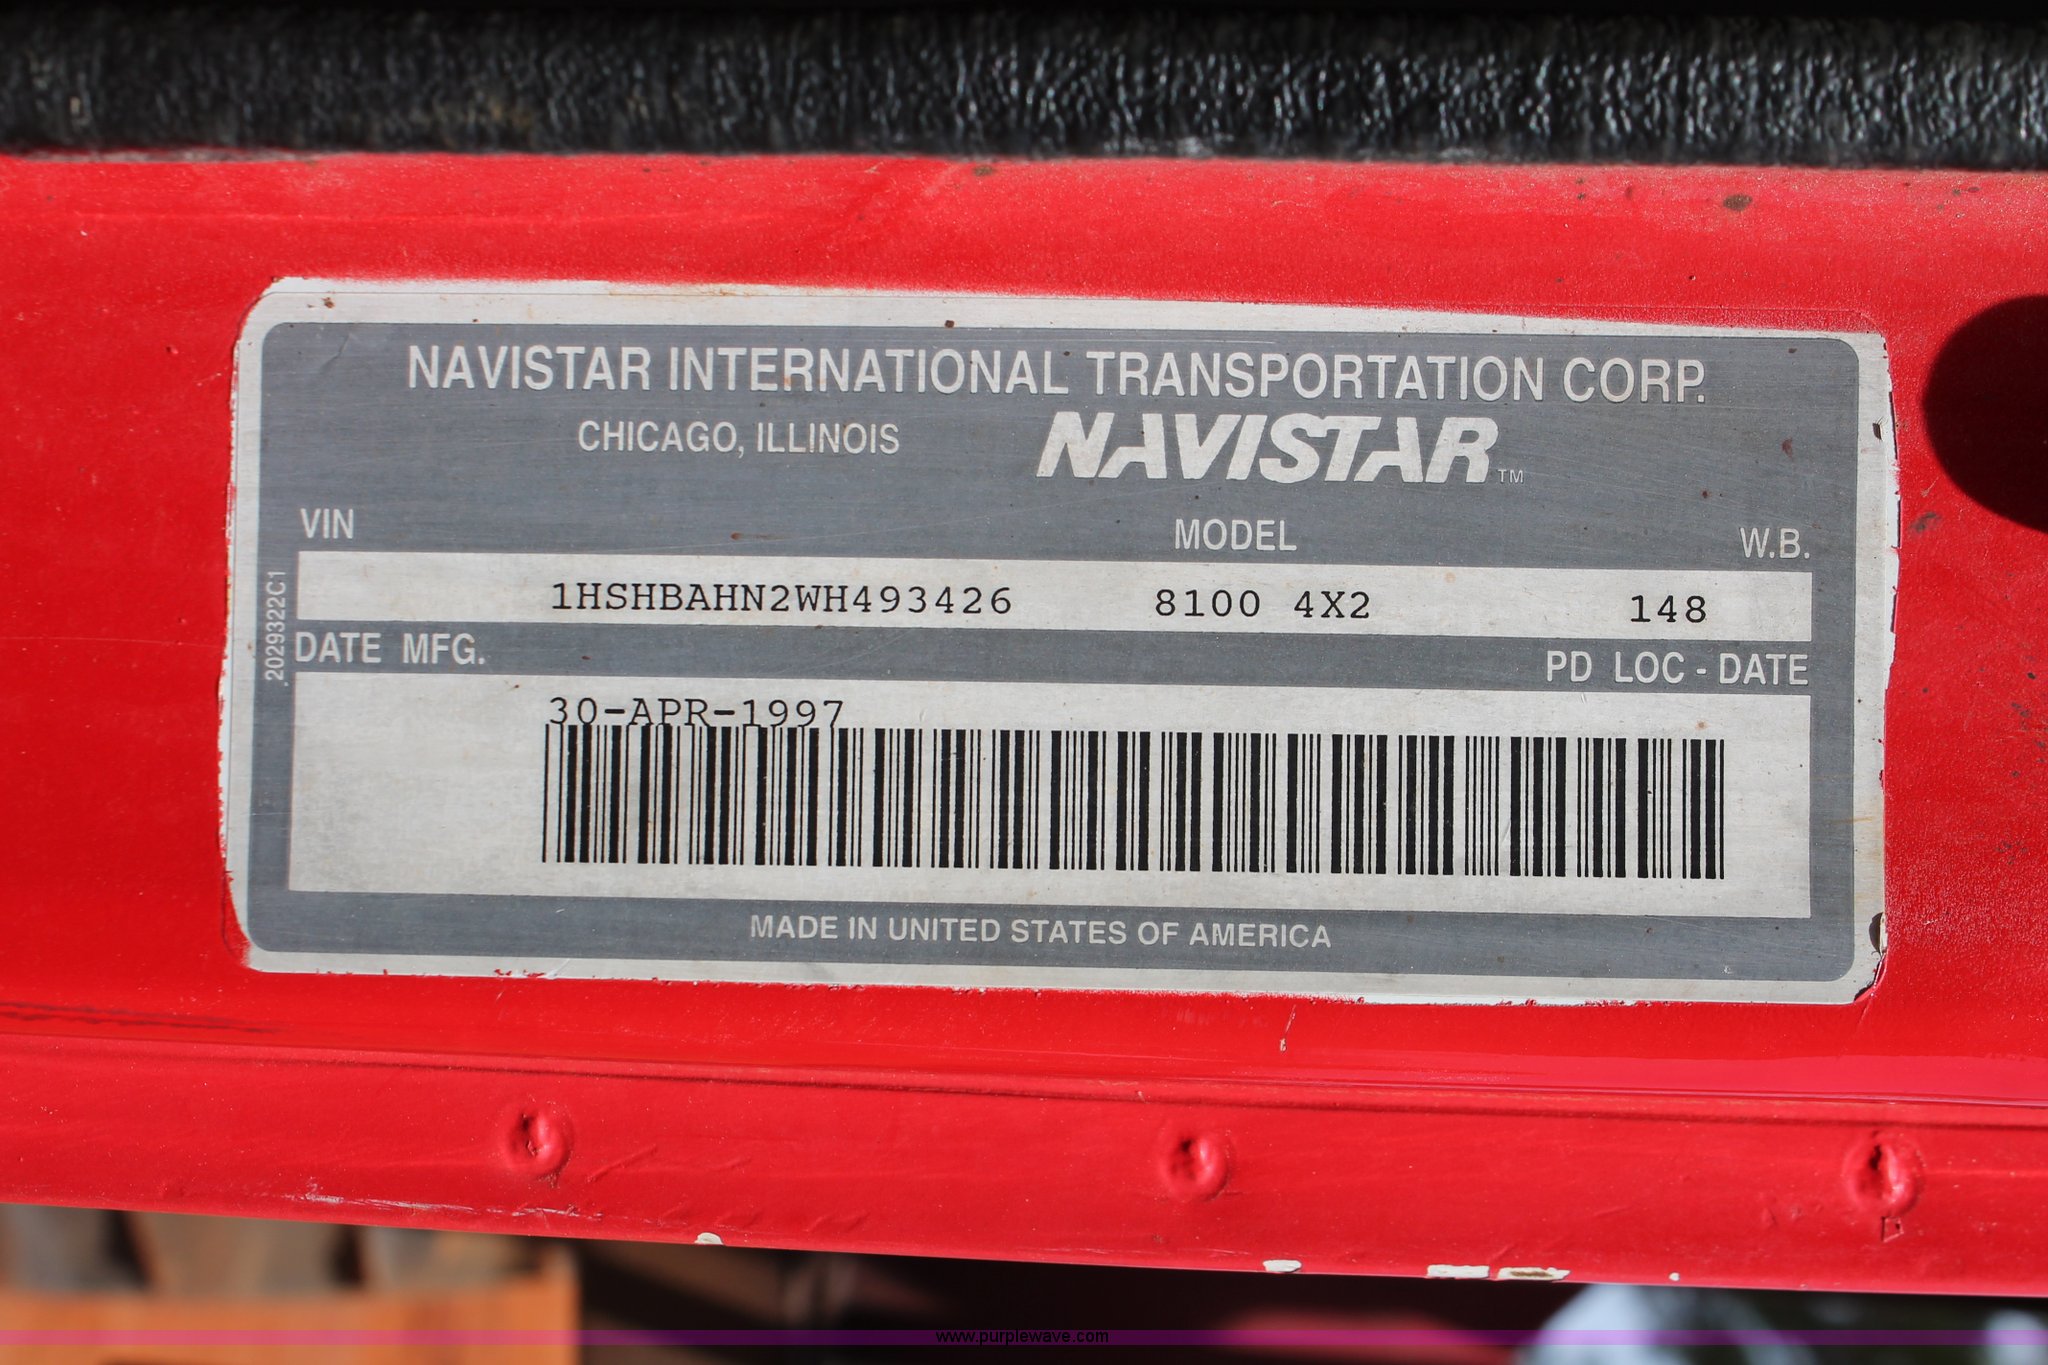 NAVISTAR INTERNATIONAL TRANSPORTATION CORP.
CHICAGO, ILLINOIS NAVISTAR™
VIN MODEL W.B.
1HSHBAHN2WH493426 8100 4X2 148
2029322C1
DATE MFG. PD LOC - DATE
30-APR-1997
MADE IN UNITED STATES OF AMERICA
www.purplewave.com